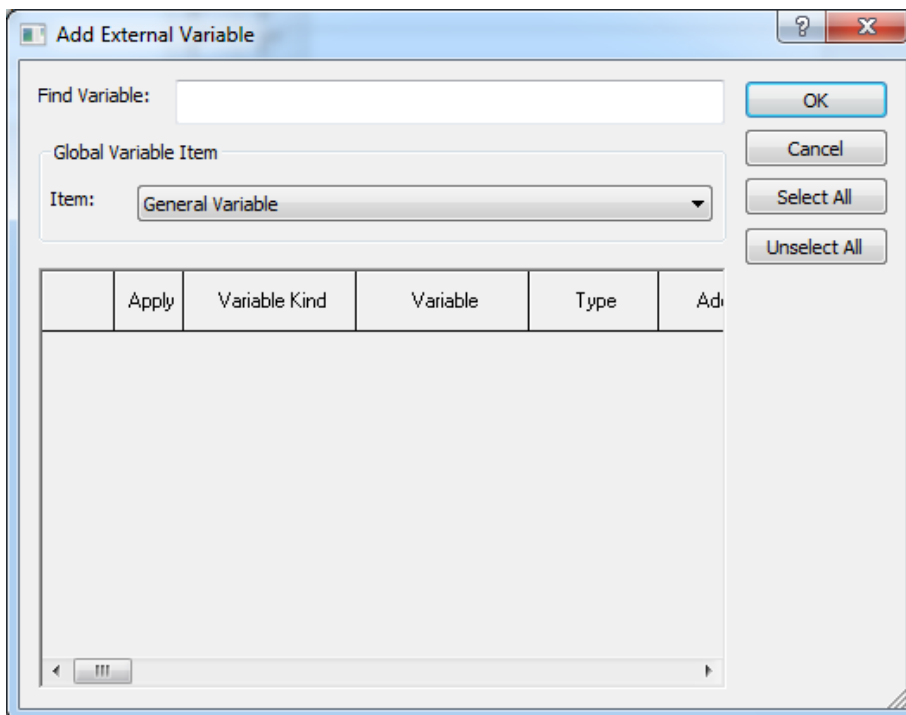 Add External Variable
Find Variable:
OK
Cancel
Select All
Unselect All
Global Variable Item
Item: General Variable
Apply Variable Kind Variable Type Add